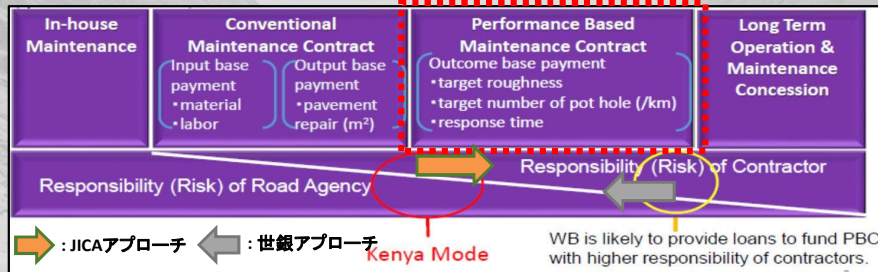 In-house
Maintenance
Conventional
Maintenance Contract
Input base
payment
•material
•labor
Output base
payment
•pavement
repair (m²)
Performance Based
Maintenance Contract
Outcome base payment
•target roughness
•target number of pot hole (/km)
•response time
Long Term
Operation &
Maintenance
Concession
Responsibility (Risk) of Road Agency
Responsibility (Risk) of Contractor
: JICAアプローチ
: 世銀アプローチ
Kenya Mode
WB is likely to provide loans to fund PBC
with higher responsibility of contractors.